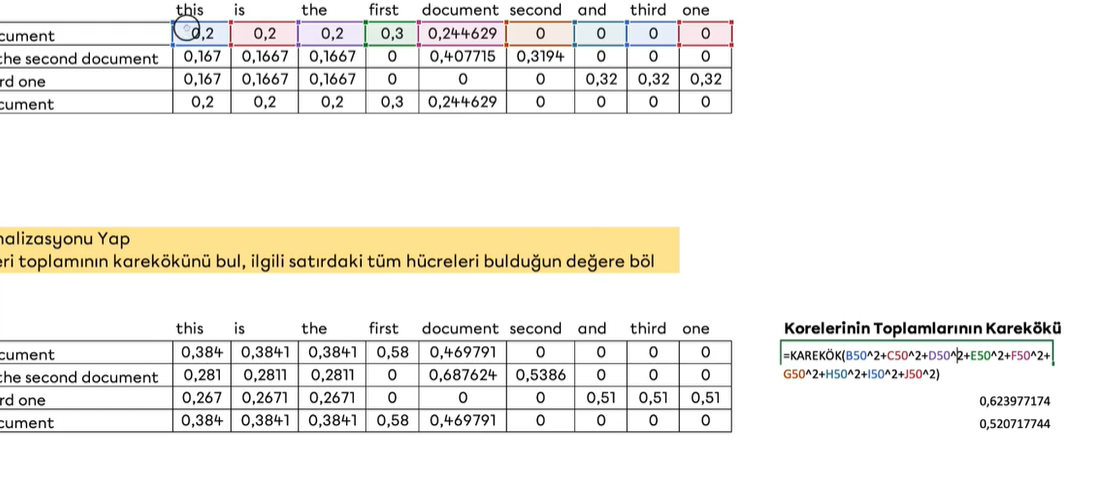 this is the first document second and third one
cument 0,2 0,2 0,2 0,3 0,244629 0 0 0 0
the second document 0,167 0,1667 0,1667 0 0,407715 0,3194 0 0 0
rd one 0,167 0,1667 0,1667 0 0 0 0,32 0,32 0,32
cument 0,2 0,2 0,2 0,3 0,244629 0 0 0 0
nalizasyonu Yap
eri toplamının karekökünü bul, ilgili satırdaki tüm hücreleri bulduğun değere böl
this is the first document second and third one
cument 0,384 0,3841 0,3841 0,58 0,469791 0 0 0 0
the second document 0,281 0,2811 0,2811 0 0,687624 0,5386 0 0 0
rd one 0,267 0,2671 0,2671 0 0 0 0,51 0,51 0,51
cument 0,384 0,3841 0,3841 0,58 0,469791 0 0 0 0
Korelerinin Toplamlarının Karekökü
=KAREKÖK(B50^2+C50^2+D50^2+E50^2+F50^2+
G50^2+H50^2+I50^2+J50^2)
0,623977174
0,520717744